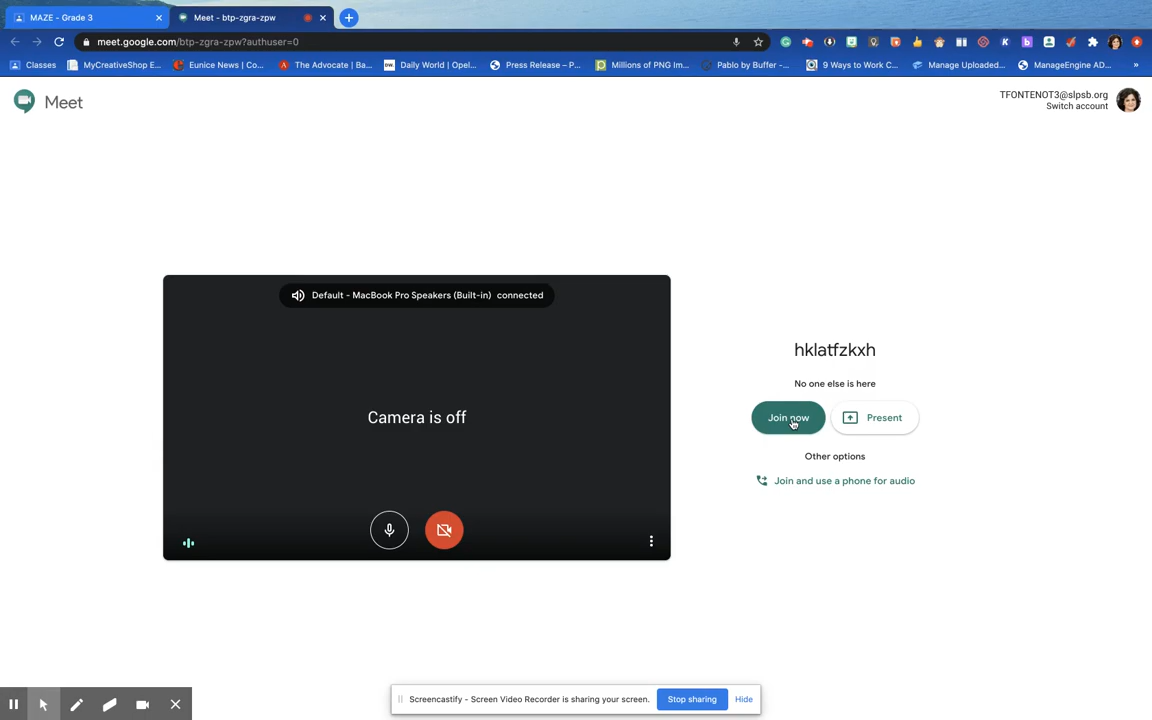 MAZE - Grade 3
Meet - btp-zgra-zpw
meet.google.com/btp-zgra-zpw?authuser=0
Classes
MyCreativeShop E...
Eunice News | Co...
The Advocate | Ba...
DW. Daily World | Opel...
Press Release – P...
Millions of PNG Im...
Pablo by Buffer -...
9 Ways to Work C...
Manage Uploaded...
ManageEngine AD...
»
Meet
TFONTENOT3@slpsb.org
Switch account
Default - MacBook Pro Speakers (Built-in) connected
Camera is off
hklatfzkxh
No one else is here
Join now
Present
Other options
Join and use a phone for audio
Screencastify - Screen Video Recorder is sharing your screen.
Stop sharing
Hide